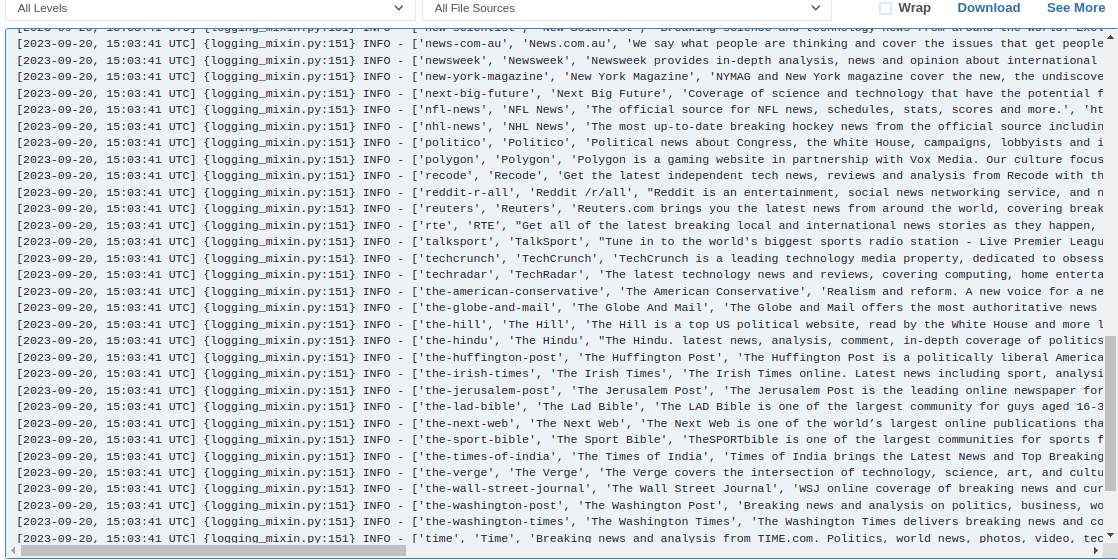 All Levels
All File Sources
Wrap
Download
See More
[2023-09-20, 15:03:41 UTC] {logging_mixin.py:151} INFO - ['new-scientist', 'New Scientist', 'Breaking science and technology news from around the world. Excl
[2023-09-20, 15:03:41 UTC] {logging_mixin.py:151} INFO - ['news-com-au', 'News.com.au', 'We say what people are thinking and cover the issues that get people
[2023-09-20, 15:03:41 UTC] {logging_mixin.py:151} INFO - ['newsweek', 'Newsweek', 'Newsweek provides in-depth analysis, news and opinion about international
[2023-09-20, 15:03:41 UTC] {logging_mixin.py:151} INFO - ['new-york-magazine', 'New York Magazine', 'NYMAG and New York magazine cover the new, the undiscove
[2023-09-20, 15:03:41 UTC] {logging_mixin.py:151} INFO - ['next-big-future', 'Next Big Future', 'Coverage of science and technology that have the potential f
[2023-09-20, 15:03:41 UTC] {logging_mixin.py:151} INFO - ['nfl-news', 'NFL News', 'The official source for NFL news, schedules, stats, scores and more.', 'ht
[2023-09-20, 15:03:41 UTC] {logging_mixin.py:151} INFO - ['nhl-news', 'NHL News', 'The most up-to-date breaking hockey news from the official source includin
[2023-09-20, 15:03:41 UTC] {logging_mixin.py:151} INFO - ['politico', 'Politico', 'Political news about Congress, the White House, campaigns, lobbyists and i
[2023-09-20, 15:03:41 UTC] {logging_mixin.py:151} INFO - ['polygon', 'Polygon', 'Polygon is a gaming website in partnership with Vox Media. Our culture focus
[2023-09-20, 15:03:41 UTC] {logging_mixin.py:151} INFO - ['recode', 'Recode', 'Get the latest independent tech news, reviews and analysis from Recode with th
[2023-09-20, 15:03:41 UTC] {logging_mixin.py:151} INFO - ['reddit-r-all', 'Reddit /r/all', "Reddit is an entertainment, social news networking service, and n
[2023-09-20, 15:03:41 UTC] {logging_mixin.py:151} INFO - ['reuters', 'Reuters', 'Reuters.com brings you the latest news from around the world, covering break
[2023-09-20, 15:03:41 UTC] {logging_mixin.py:151} INFO - ['rte', 'RTE', "Get all of the latest breaking local and international news stories as they happen,
[2023-09-20, 15:03:41 UTC] {logging_mixin.py:151} INFO - ['talksport', 'TalkSport', "Tune in to the world's biggest sports radio station - Live Premier Leagu
[2023-09-20, 15:03:41 UTC] {logging_mixin.py:151} INFO - ['techcrunch', 'TechCrunch', 'TechCrunch is a leading technology media property, dedicated to obsess
[2023-09-20, 15:03:41 UTC] {logging_mixin.py:151} INFO - ['techradar', 'TechRadar', 'The latest technology news and reviews, covering computing, home enterta
[2023-09-20, 15:03:41 UTC] {logging_mixin.py:151} INFO - ['the-american-conservative', 'The American Conservative', 'Realism and reform. A new voice for a ne
[2023-09-20, 15:03:41 UTC] {logging_mixin.py:151} INFO - ['the-globe-and-mail', 'The Globe And Mail', 'The Globe and Mail offers the most authoritative news
[2023-09-20, 15:03:41 UTC] {logging_mixin.py:151} INFO - ['the-hill', 'The Hill', 'The Hill is a top US political website, read by the White House and more l
[2023-09-20, 15:03:41 UTC] {logging_mixin.py:151} INFO - ['the-hindu', 'The Hindu', "The Hindu. latest news, analysis, comment, in-depth coverage of politics
[2023-09-20, 15:03:41 UTC] {logging_mixin.py:151} INFO - ['the-huffington-post', 'The Huffington Post', 'The Huffington Post is a politically liberal America
[2023-09-20, 15:03:41 UTC] {logging_mixin.py:151} INFO - ['the-irish-times', 'The Irish Times', 'The Irish Times online. Latest news including sport, analysi
[2023-09-20, 15:03:41 UTC] {logging_mixin.py:151} INFO - ['the-jerusalem-post', 'The Jerusalem Post', 'The Jerusalem Post is the leading online newspaper for
[2023-09-20, 15:03:41 UTC] {logging_mixin.py:151} INFO - ['the-lad-bible', 'The Lad Bible', 'The LAD Bible is one of the largest community for guys aged 16-3
[2023-09-20, 15:03:41 UTC] {logging_mixin.py:151} INFO - ['the-next-web', 'The Next Web', 'The Next Web is one of the world’s largest online publications tha
[2023-09-20, 15:03:41 UTC] {logging_mixin.py:151} INFO - ['the-sport-bible', 'The Sport Bible', 'TheSPORTbible is one of the largest communities for sports f
[2023-09-20, 15:03:41 UTC] {logging_mixin.py:151} INFO - ['the-times-of-india', 'The Times of India', 'Times of India brings the Latest News and Top Breaking
[2023-09-20, 15:03:41 UTC] {logging_mixin.py:151} INFO - ['the-verge', 'The Verge', 'The Verge covers the intersection of technology, science, art, and cultu
[2023-09-20, 15:03:41 UTC] {logging_mixin.py:151} INFO - ['the-wall-street-journal', 'The Wall Street Journal', 'WSJ online coverage of breaking news and cur
[2023-09-20, 15:03:41 UTC] {logging_mixin.py:151} INFO - ['the-washington-post', 'The Washington Post', 'Breaking news and analysis on politics, business, wo
[2023-09-20, 15:03:41 UTC] {logging_mixin.py:151} INFO - ['the-washington-times', 'The Washington Times', 'The Washington Times delivers breaking news and co
[2023-09-20, 15:03:41 UTC] {logging_mixin.py:151} INFO - ['time', 'Time', 'Breaking news and analysis from TIME.com. Politics, world news, photos, video, tec